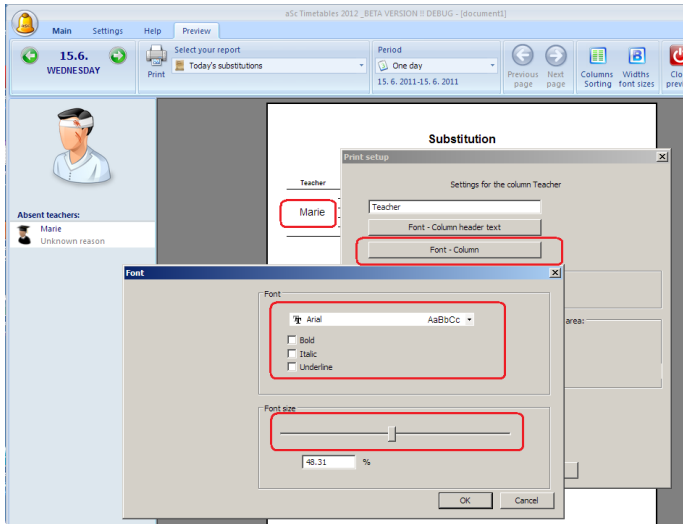 aSc Timetables 2012 _BETA VERSION !! DEBUG - [document1]
Main Settings Help Preview
15.6.
WEDNESDAY
Print
Select your report
Today's substitutions
Period
One day
15. 6. 2011-15. 6. 2011
Previous page
Next page
Columns Sorting
Widths font sizes
Absent teachers:
Marie
Unknown reason
Substitution
Teacher
Marie
Print setup
Settings for the column Teacher
Teacher
Font - Column header text
Font - Column
area:
Font
Font
Arial AaBbCc
Bold
Italic
Underline
Font size
48.31 %
OK Cancel